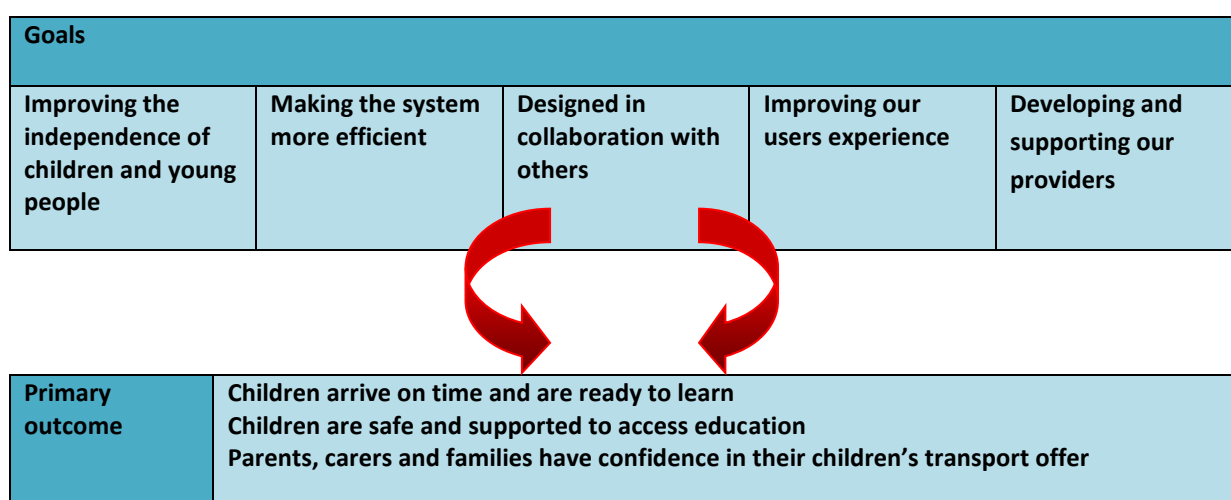 Goals
Improving the
independence of
children and young
people
Making the system
more efficient
Designed in
collaboration with
others
Improving our
users experience
Developing and
supporting our
providers
Primary
outcome
Children arrive on time and are ready to learn
Children are safe and supported to access education
Parents, carers and families have confidence in their children’s transport offer